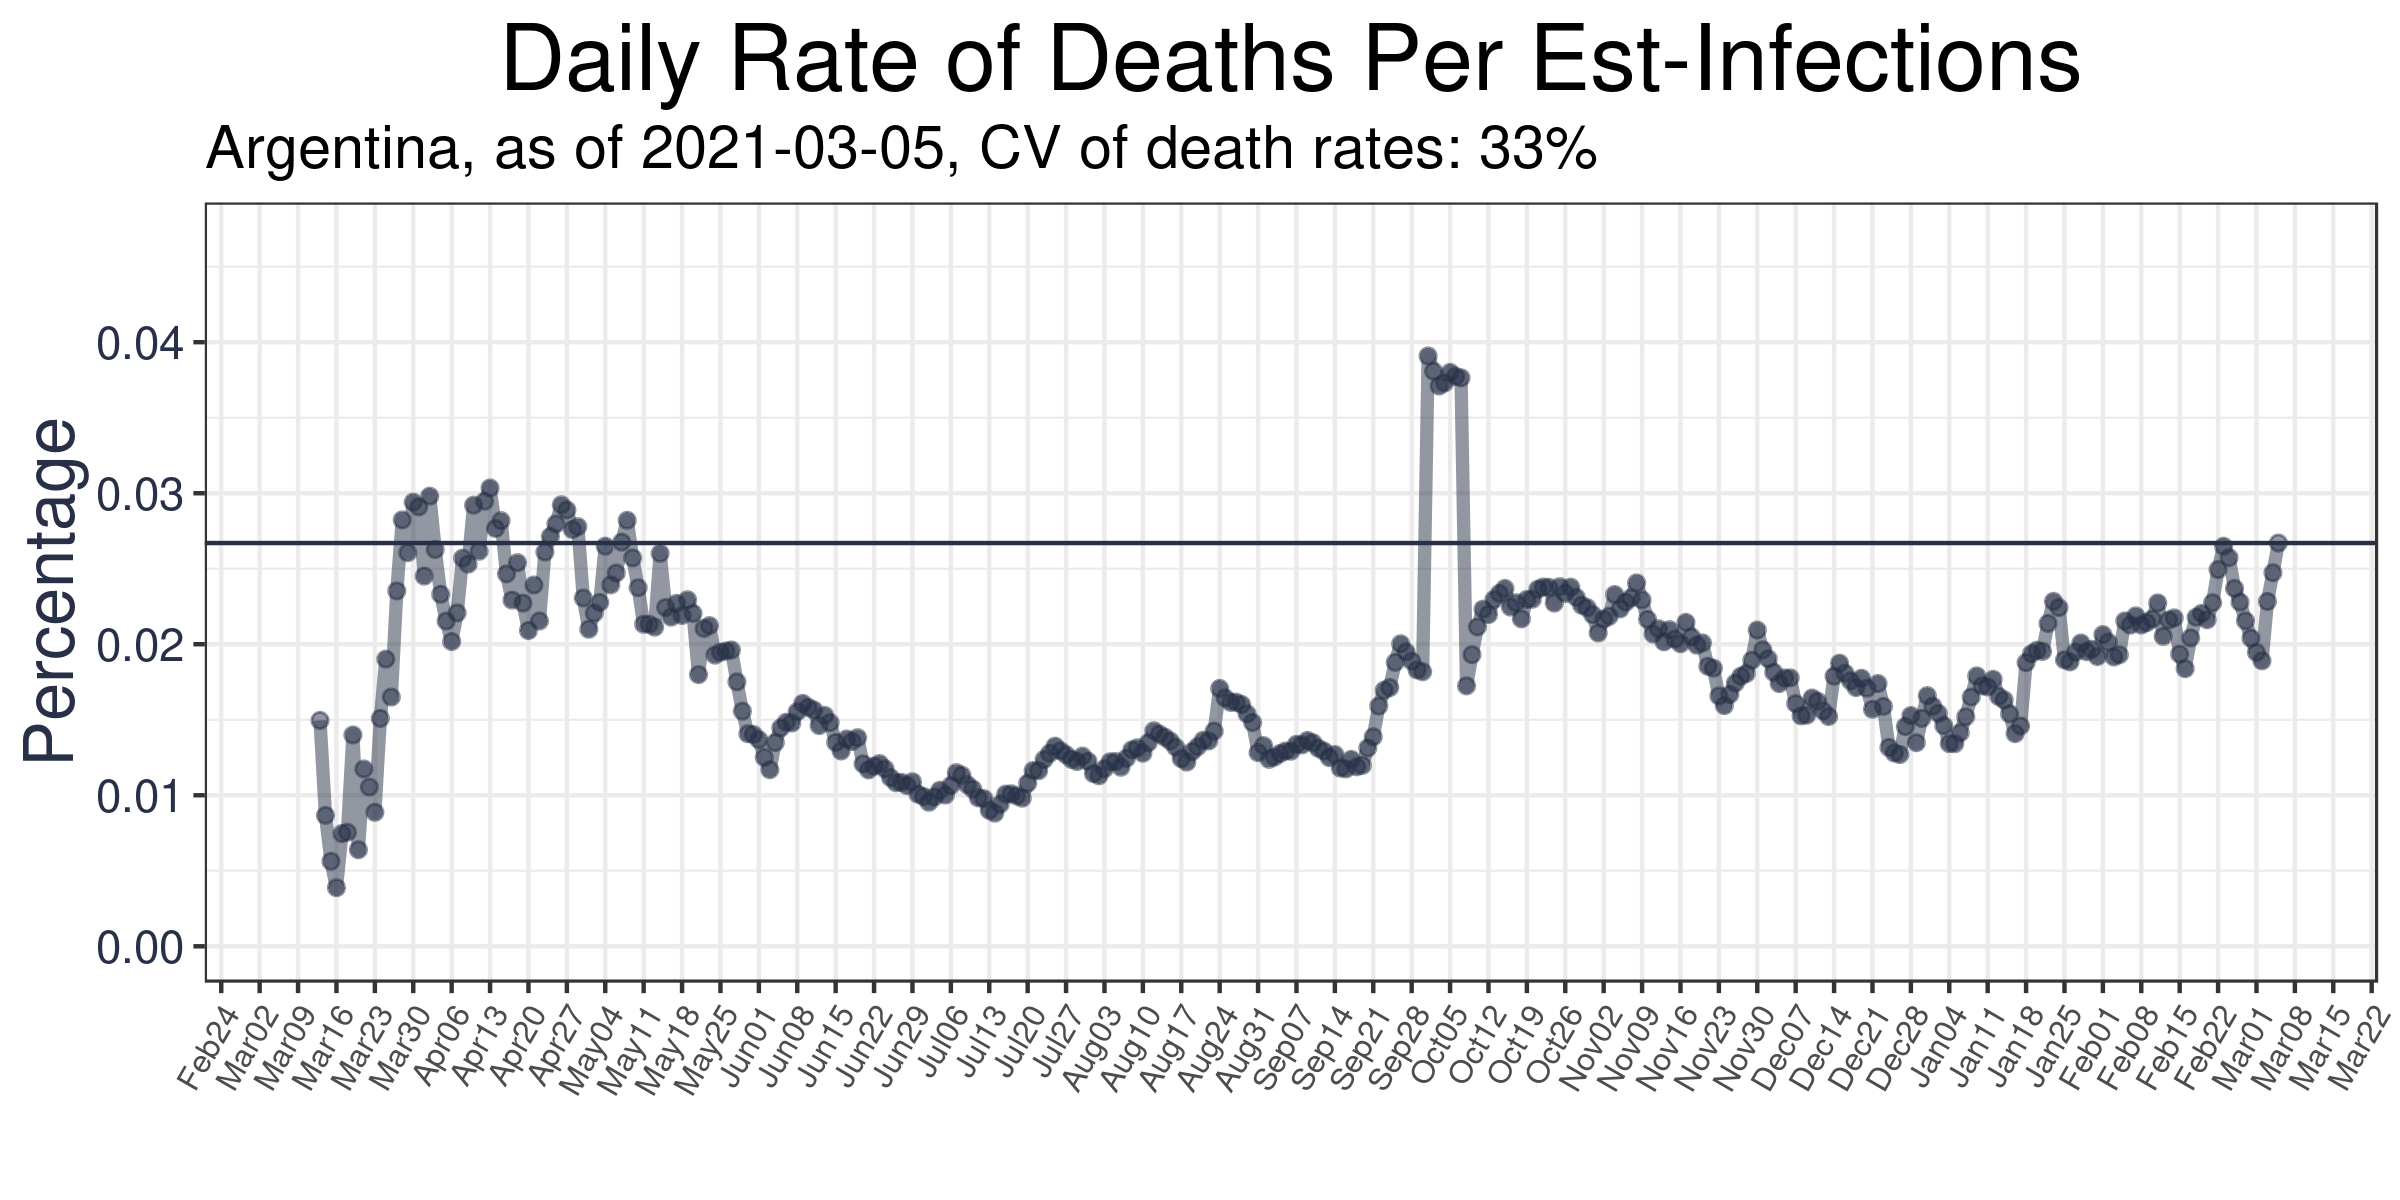 Daily Rate of Deaths Per Est-Infections
Argentina, as of 2021-03-05, CV of death rates: 33%
Percentage
0.04
0.03
0.02
0.01
0.00
Feb24 Mar02 Mar09 Mar16 Mar23 Mar30 Apr06 Apr13 Apr20 Apr27 May04 May11 May18 May25 Jun01 Jun08 Jun15 Jun22 Jun29 Jul06 Jul13 Jul20 Jul27 Aug03 Aug10 Aug17 Aug24 Aug31 Sep07 Sep14 Sep21 Sep28 Oct05 Oct12 Oct19 Oct26 Nov02 Nov09 Nov16 Nov23 Nov30 Dec07 Dec14 Dec21 Dec28 Jan04 Jan11 Jan18 Jan25 Feb01 Feb08 Feb15 Feb22 Mar01 Mar08 Mar15 Mar22